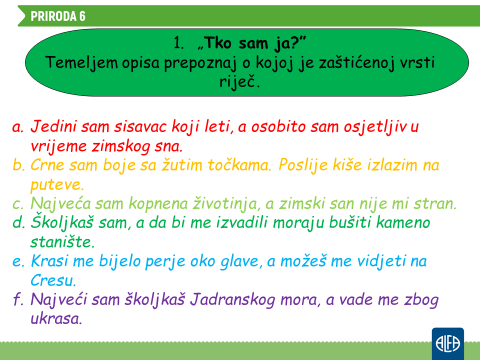 PRIRODA 6
1. „Tko sam ja?”
Temeljem opisa prepoznaj o kojoj je zaštićenoj vrsti
riječ.
a. Jedini sam sisavac koji leti, a osobito sam osjetljiv u
vrijeme zimskog sna.
b. Crne sam boje sa žutim točkama. Poslije kiše izlazim na
puteve.
c. Najveća sam kopnena životinja, a zimski san nije mi stran.
d. Školjkaš sam, a da bi me izvadili moraju bušiti kameno
stanište.
e. Krasi me bijelo perje oko glave, a možeš me vidjeti na
Cresu.
f. Najveći sam školjkaš Jadranskog mora, a vade me zbog
ukrasa.
ALFA